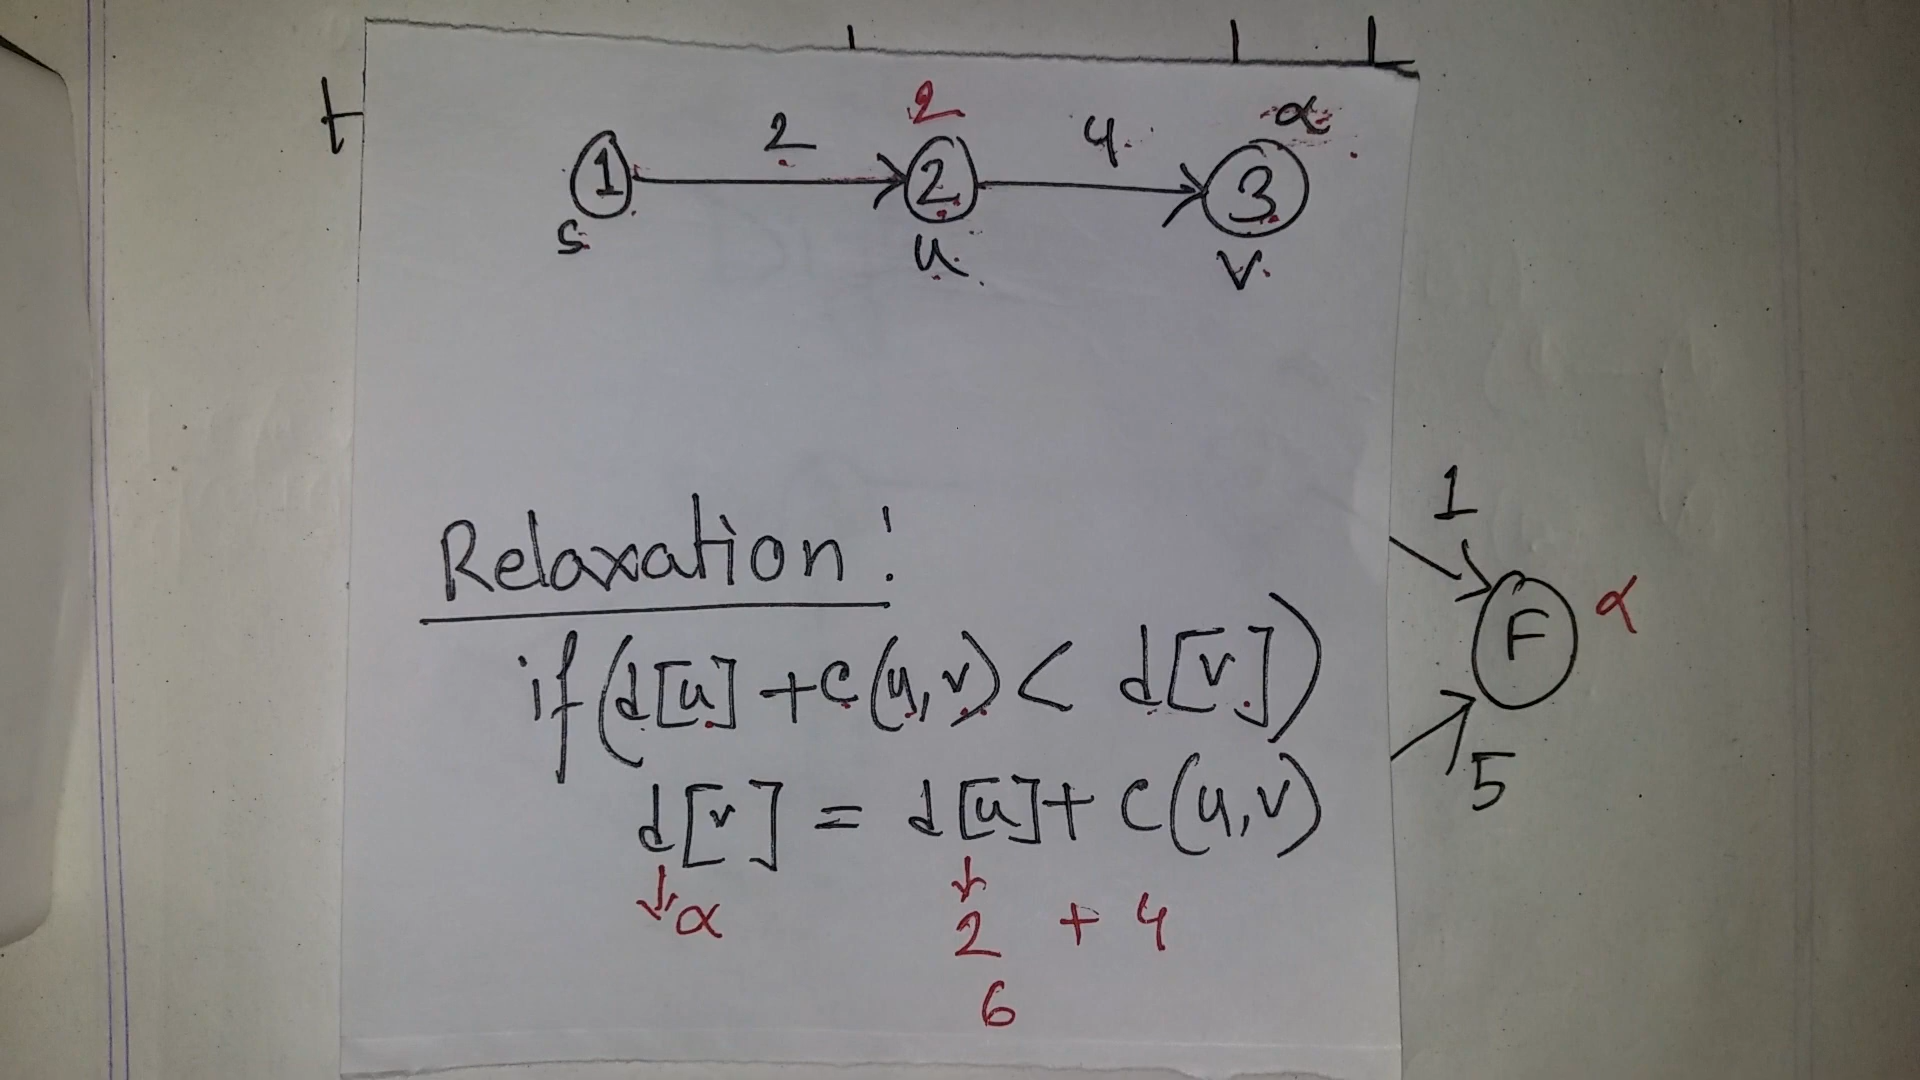 2 2 4 α
1 2 3
s u v
Relaxation:
if (d[u] + c(u,v) < d[v])
d[v] = d[u] + c(u,v)
α 2 + 4
6
1
F α
5